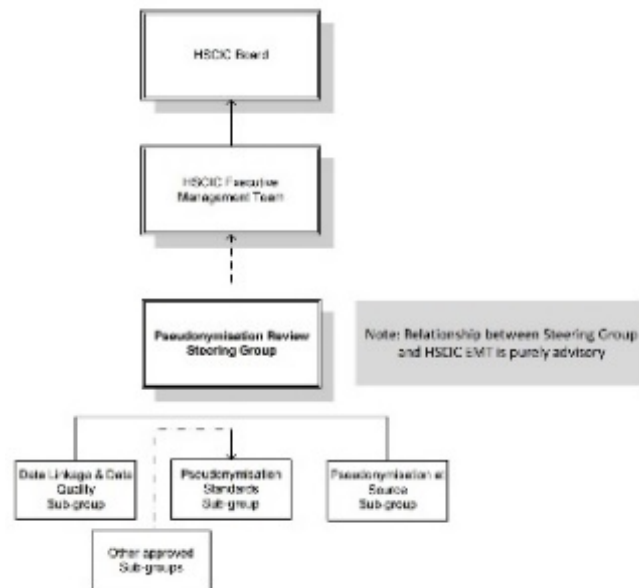 HSCIC Board
HSCIC Executive
Management Team
Pseudonymisation Review
Steering Group
Note: Relationship between Steering Group
and HSCIC EMT is purely advisory
Data Linkage & Data
Quality
Sub-group
Pseudonymisation
Standards
Sub-group
Pseudonymisation at
Source
Sub-group
Other approved
Sub-groups